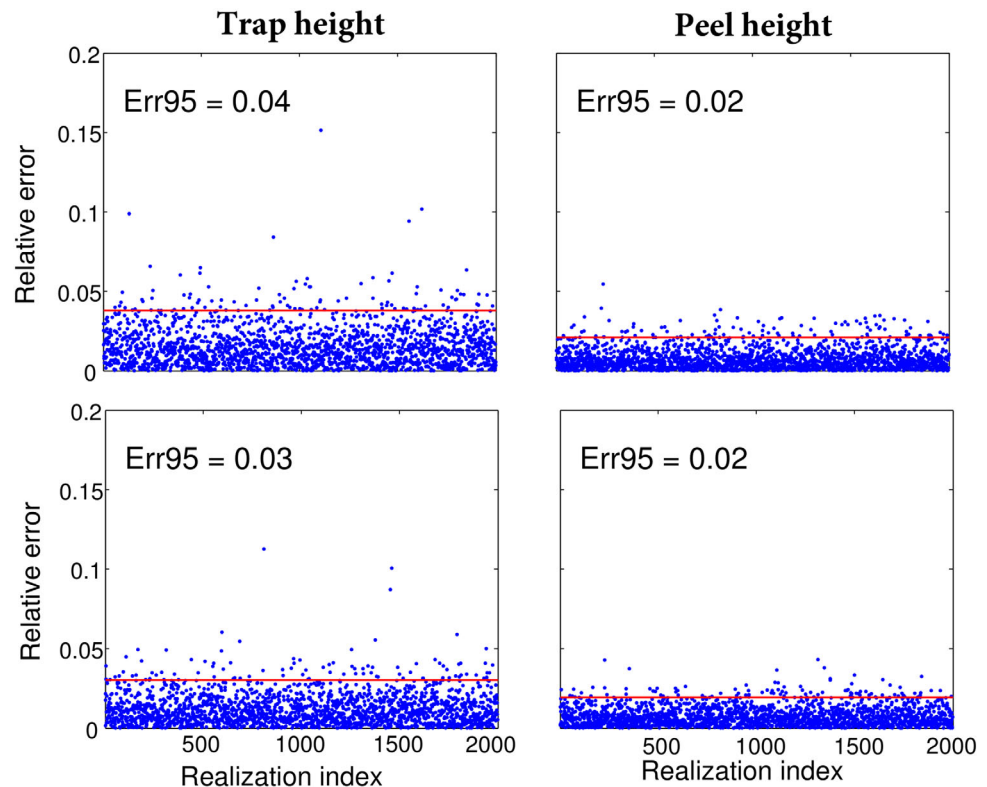 Trap height
Peel height
0.2
0.15
0.1
0.05
0
Relative error
Err95 = 0.04
Err95 = 0.02
0.2
0.15
0.1
0.05
0
Relative error
Err95 = 0.03
Err95 = 0.02
500 1000 1500 2000
Realization index
500 1000 1500 2000
Realization index